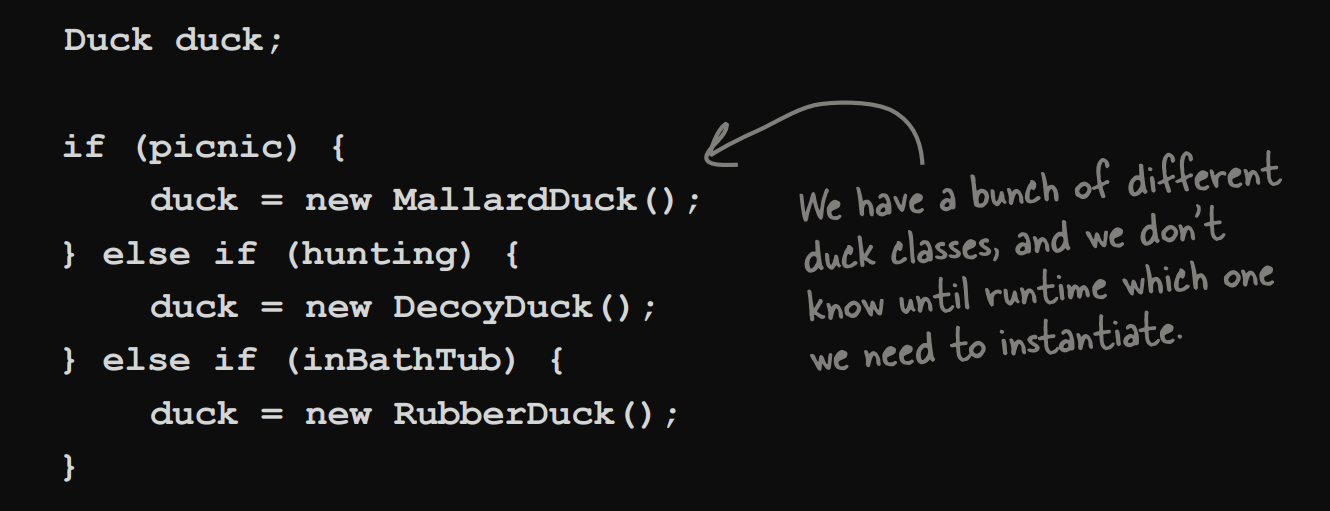 Duck duck;
if (picnic) {
duck = new MallardDuck();
} else if (hunting) {
duck = new DecoyDuck();
} else if (inBathTub) {
duck = new RubberDuck();
}
We have a bunch of different
duck classes, and we don't
know until runtime which one
we need to instantiate.